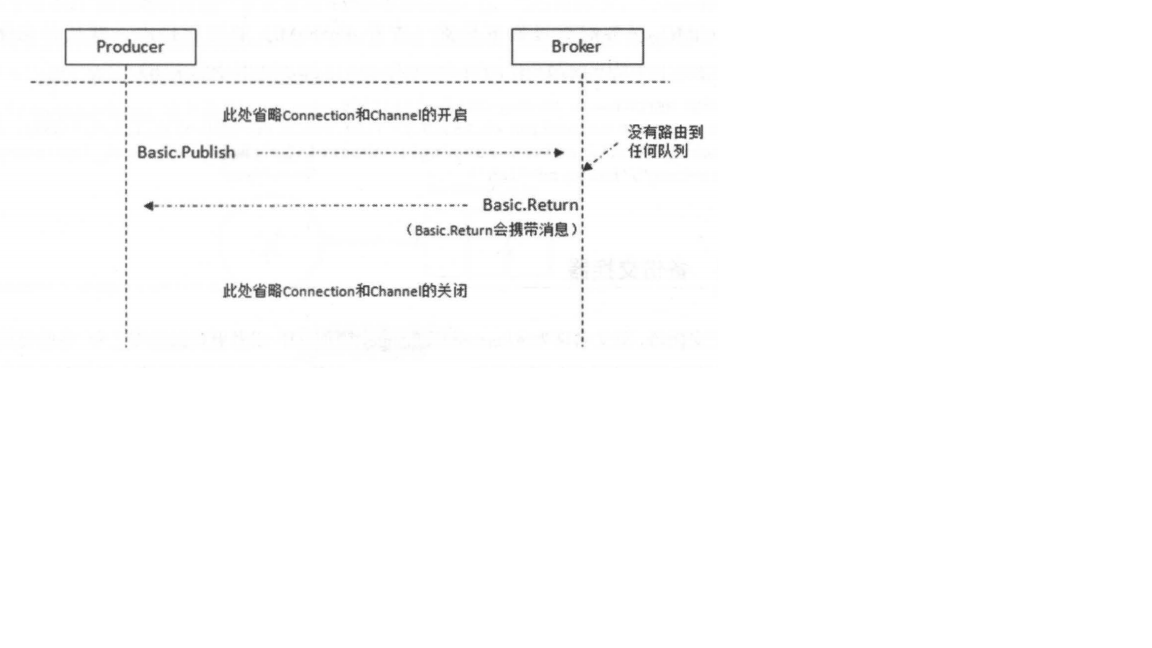 Producer
Broker
此处省略Connection和Channel的开启
没有路由到
任何队列
Basic.Publish
Basic.Return
（Basic.Return会携带消息）
此处省略Connection和Channel的关闭